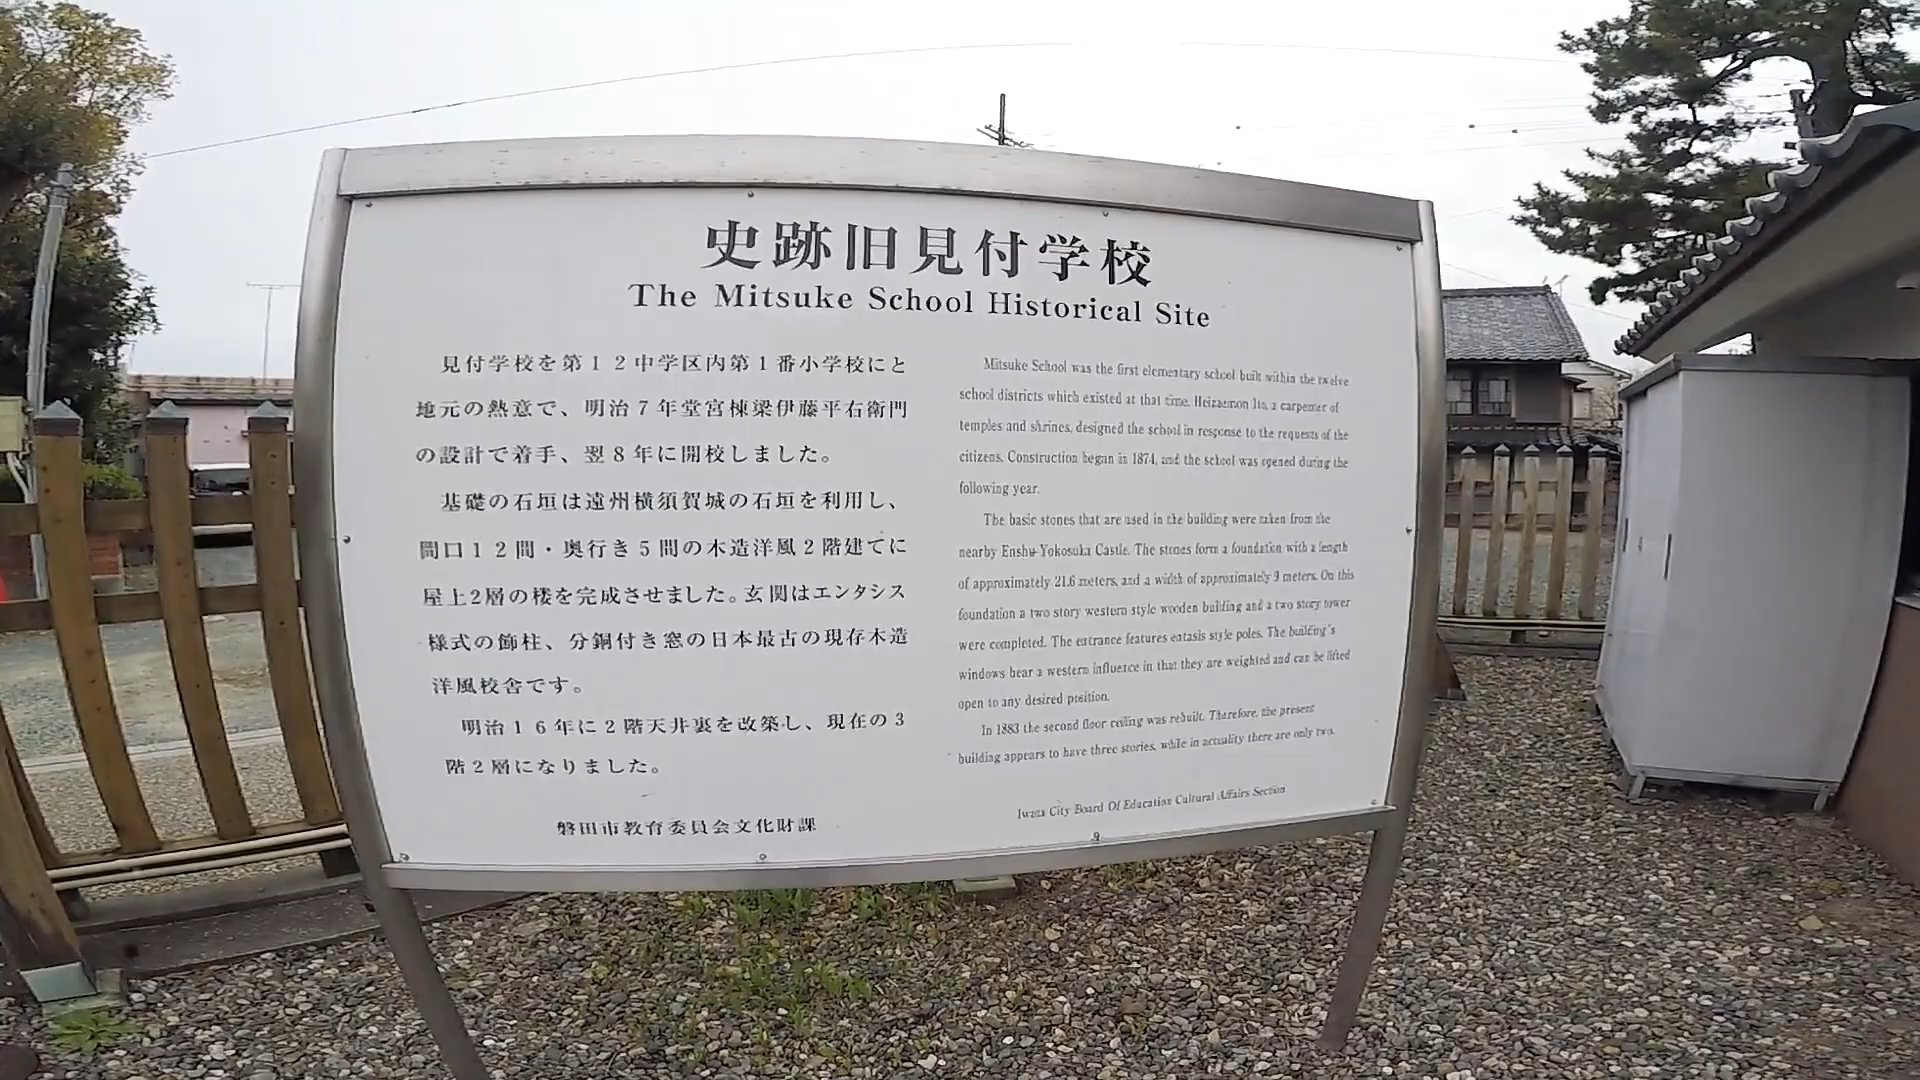 史跡旧見付学校
The Mitsuke School Historical Site
見付学校を第12中学区内第1番小学校にと
地元の熱意で、明治7年堂宮棟梁伊藤平右衛門
の設計で着手、翌8年に開校しました。
基礎の石垣は遠州横須賀城の石垣を利用し、
間口12間・奥行き5間の木造洋風2階建てに
屋上2層の楼を完成させました。玄関はエンタシス
様式の飾柱、分銅付き窓の日本最古の現存木造
洋風校舎です。
明治16年に2階天井裏を改築し、現在の3
階2層になりました。
磐田市教育委員会文化財課
Mitsuke School was the first elementary school built within the twelve
school districts which existed at that time. Heizaemon Ito, a carpenter of
temples and shrines, designed the school in response to the requests of the
citizens. Construction began in 1874, and the school was opened during the
following year.
The basic stones that are used in the building were taken from the
nearby Enshu-Yokosuka Castle. The stones form a foundation with a length
of approximately 21.6 meters, and a width of approximately 9 meters. On this
foundation a two story western style wooden building and a two story tower
were completed. The entrance features entasis style poles. The building's
windows bear a western influence in that they are weighted and can be lifted
open to any desired position.
In 1883 the second floor ceiling was rebuilt. Therefore, the present
building appears to have three stories, while in actuality there are only two.
Iwata City Board Of Education Cultural Affairs Section